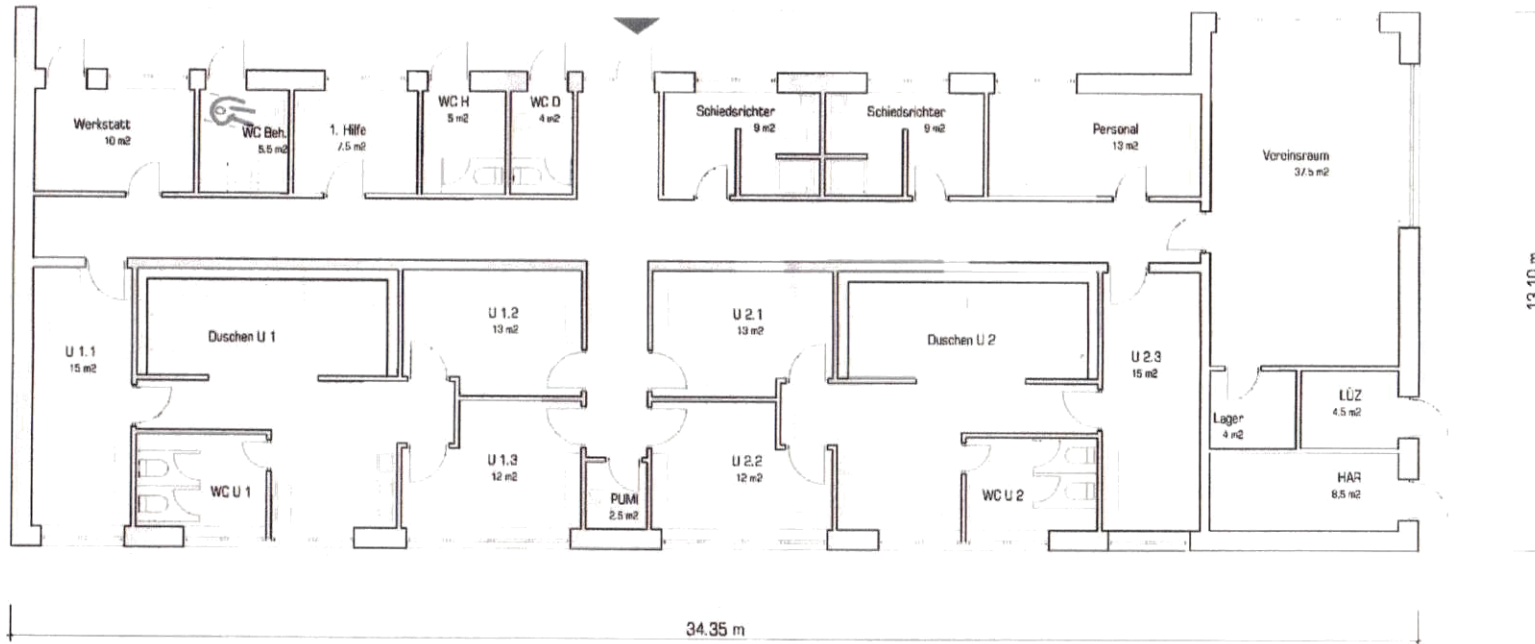 Werkstatt
10 m2
WC Beh.
5.5 m2
1. Hilfe
7.5 m2
WC H
5 m2
WC D
4 m2
Schiedsrichter
9 m2
Schiedsrichter
9 m2
Personal
13 m2
Vereinsraum
37.5 m2
U 1.1
15 m2
Duschen U 1
U 1.2
13 m2
U 2.1
13 m2
Duschen U 2
U 2.3
15 m2
WC U 1
U 1.3
12 m2
PUMI
2.5 m2
U 2.2
12 m2
WC U 2
Lager
4 m2
LÜZ
4.5 m2
HAR
8,5 m2
13.10 m
34.35 m